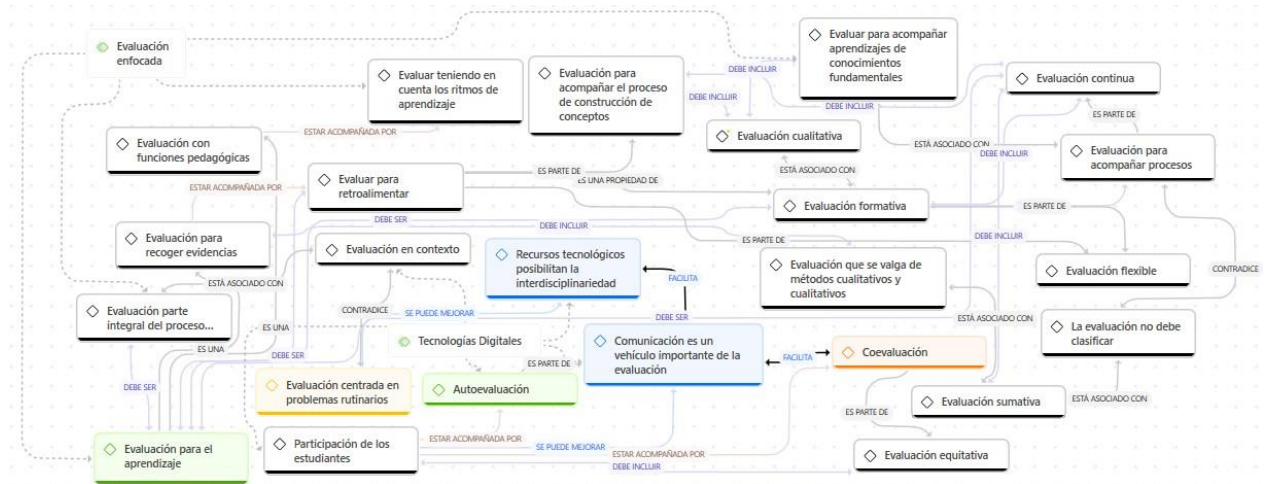 Evaluación
enfocada
Evaluar teniendo en
cuenta los ritmos de
aprendizaje
Evaluación para
acompañar el proceso
de construcción de
conceptos
DEBE INCLUIR
DEBE INCLUIR
Evaluar para acompañar
aprendizajes de
conocimientos
fundamentales
DEBE INCLUIR
Evaluación continua
Evaluación con
funciones pedagógicas
ESTAR ACOMPAÑADA POR
Evaluación cualitativa
ES PARTE DE
ESTÁ ASOCIADO CON
DEBE INCLUIR
Evaluación para
acompañar procesos
ESTAR ACOMPAÑADA POR
Evaluar para
retroalimentar
ES PARTE DE
ES UNA PROPIEDAD DE
ESTÁ ASOCIADO CON
Evaluación formativa
ES PARTE DE
DEBE SER
DEBE INCLUIR
Evaluación para
recoger evidencias
Evaluación en contexto
Recursos tecnológicos
posibilitan la
interdisciplinariedad
ES PARTE DE
DEBE INCLUIR
Evaluación que se valga de
métodos cualitativos y
cualitativos
Evaluación flexible
CONTRADICE
FACILITA
ESTÁ ASOCIADO CON
Evaluación parte
integral del proceso...
ES UNA
CONTRADICE
SE PUEDE MEJORAR
DEBE SER
ESTÁ ASOCIADO CON
La evaluación no debe
clasificar
ES UNA
DEBE SER
Tecnologías Digitales
Comunicación es un
vehículo importante de la
evaluación
FACILITA
Coevaluación
ES PARTE DE
DEBE SER
Evaluación centrada en
problemas rutinarios
Autoevaluación
Evaluación sumativa
ESTÁ ASOCIADO CON
ES PARTE DE
Evaluación para el
aprendizaje
Participación de los
estudiantes
ESTAR ACOMPAÑADA POR
SE PUEDE MEJORAR
ESTAR ACOMPAÑADA POR
DEBE INCLUIR
Evaluación equitativa